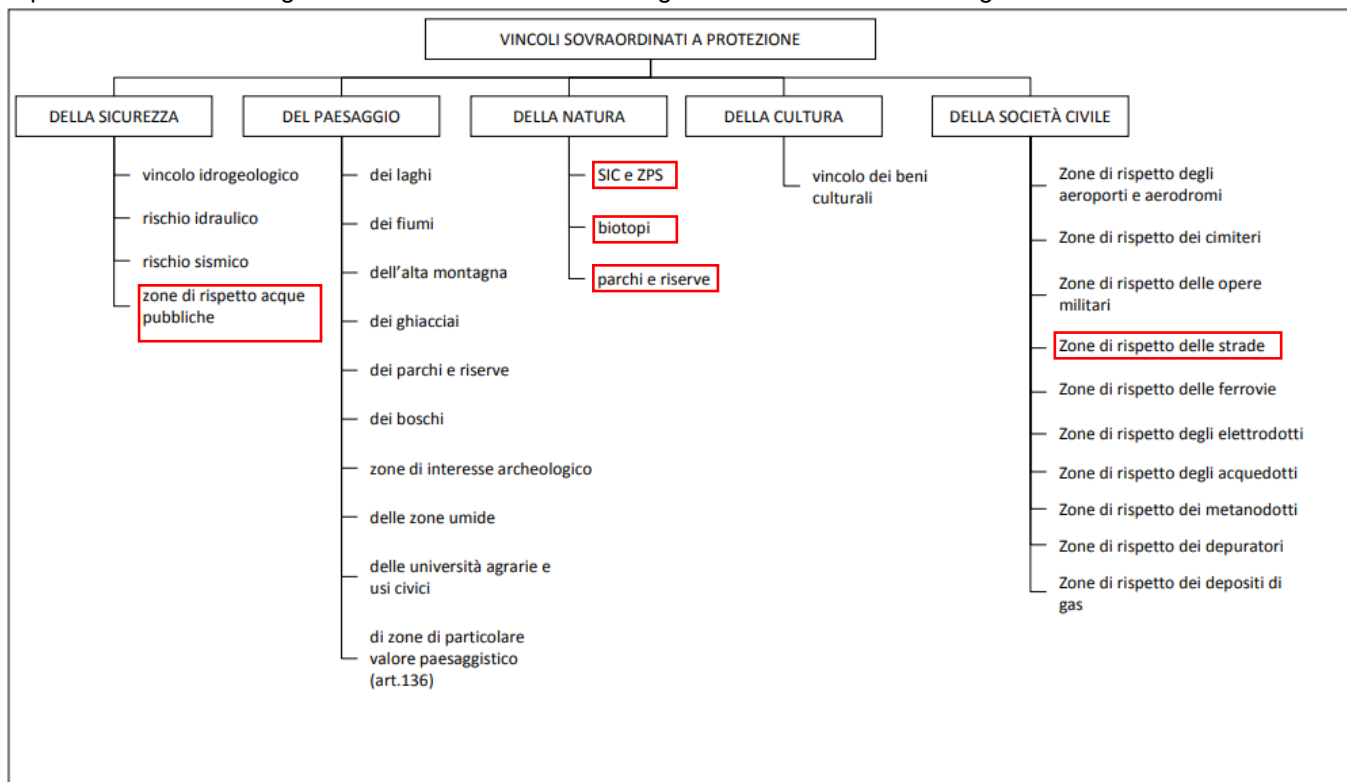 VINCOLI SOVRAORDINATI A PROTEZIONE
DELLA SICUREZZA
vincolo idrogeologico
rischio idraulico
rischio sismico
zone di rispetto acque
pubbliche
DEL PAESAGGIO
dei laghi
dei fiumi
dell'alta montagna
dei ghiacciai
dei parchi e riserve
dei boschi
zone di interesse archeologico
delle zone umide
delle università agrarie e
usi civici
di zone di particolare
valore paesaggistico
(art.136)
DELLA NATURA
SIC e ZPS
biotopi
parchi e riserve
DELLA CULTURA
vincolo dei beni
culturali
DELLA SOCIETÀ CIVILE
Zone di rispetto degli
aeroporti e aerodromi
Zone di rispetto dei cimiteri
Zone di rispetto delle opere
militari
Zone di rispetto delle strade
Zone di rispetto delle ferrovie
Zone di rispetto degli elettrodotti
Zone di rispetto degli acquedotti
Zone di rispetto dei metanodotti
Zone di rispetto dei depuratori
Zone di rispetto dei depositi di
gas